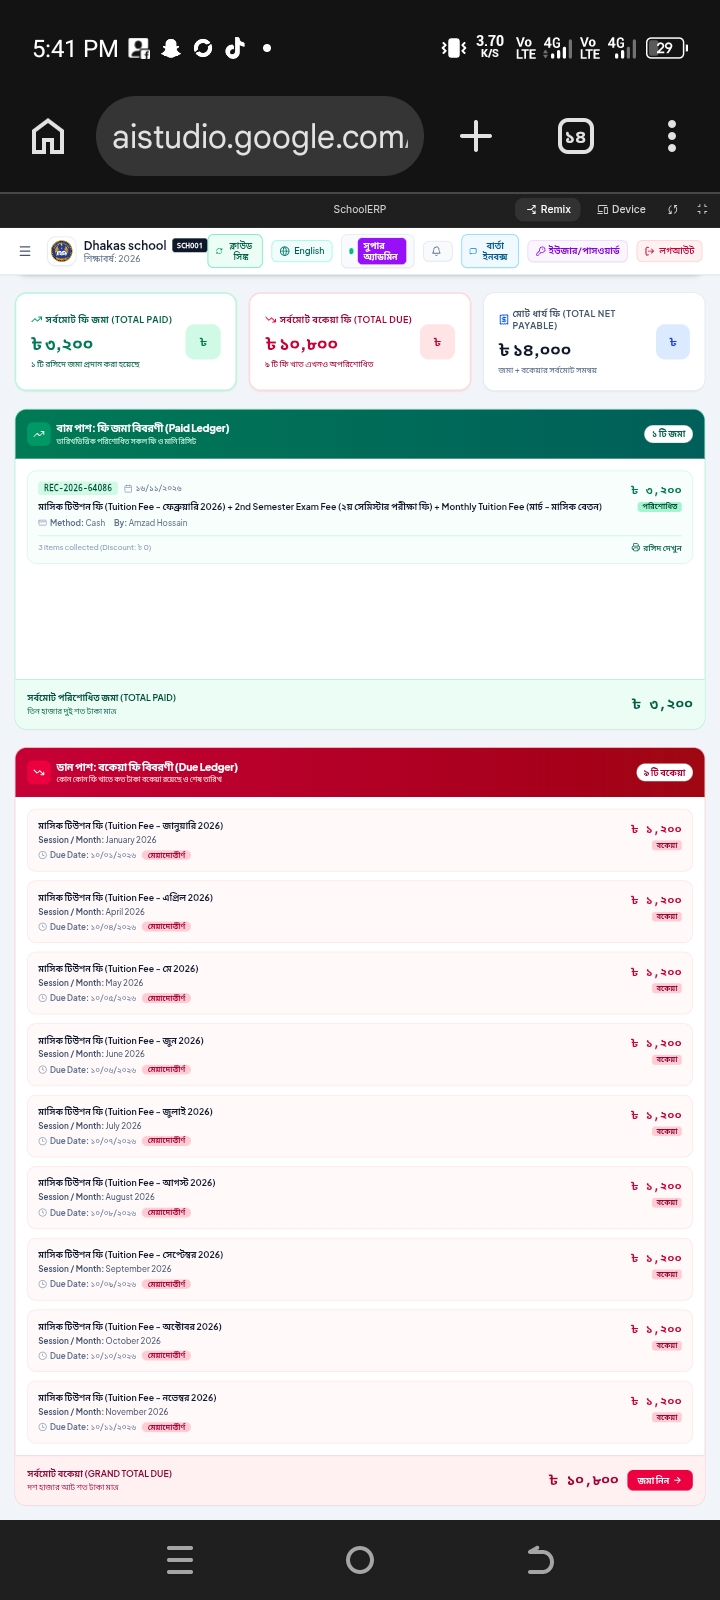 5:41 PM
3.70 K/S
Vo LTE 4G Vo LTE 4G 29
aistudio.google.com/
১৪
SchoolERP
Remix
Device
Dhakas school SCH001
শিক্ষাবর্ষ: 2026
ক্লাউড সিঙ্ক
English
সুপার অ্যাডমিন
বার্তা ইনবক্স
ইউজার/পাসওয়ার্ড
লগআউট
সর্বমোট ফি জমা (TOTAL PAID)
৳ ৩,২০০
১ টি রসিদে জমা প্রদান করা হয়েছে
৳
সর্বমোট বকেয়া ফি (TOTAL DUE)
৳ ১০,৮০০
৯ টি ফি খাত এখনও অপরিশোধিত
৳
মোট ধার্য ফি (TOTAL NET PAYABLE)
৳ ১৪,০০০
জমা + বকেয়ার সর্বমোট সমন্বয়
৳
বাম পাশ: ফি জমা বিবরণী (Paid Ledger)
তারিখভিত্তিক পরিশোধিত সকল ফি ও মানি রিসিট
১ টি জমা
REC-2026-64086 ১৬/১১/২০২৬
৳ ৩,২০০
মাসিক টিউশন ফি (Tuition Fee - ফেব্রুয়ারি 2026) + 2nd Semester Exam Fee (২য় সেমিস্টার পরীক্ষা ফি) + Monthly Tuition Fee (মার্চ - মাসিক বেতন)
পরিশোধিত
Method: Cash By: Amzad Hossain
3 items collected (Discount: ৳ 0)
রসিদ দেখুন
সর্বমোট পরিশোধিত জমা (TOTAL PAID)
তিন হাজার দুই শত টাকা মাত্র
৳ ৩,২০০
ডান পাশ: বকেয়া ফি বিবরণী (Due Ledger)
কোন কোন ফি খাতে কত টাকা বকেয়া রয়েছে ও শেষ তারিখ
৯ টি বকেয়া
মাসিক টিউশন ফি (Tuition Fee - জানুয়ারি 2026)
৳ ১,২০০
Session / Month: January 2026
বকেয়া
Due Date: ১০/০১/২০২৬ মেয়াদোত্তীর্ণ
মাসিক টিউশন ফি (Tuition Fee - এপ্রিল 2026)
৳ ১,২০০
Session / Month: April 2026
বকেয়া
Due Date: ১০/০৪/২০২৬ মেয়াদোত্তীর্ণ
মাসিক টিউশন ফি (Tuition Fee - মে 2026)
৳ ১,২০০
Session / Month: May 2026
বকেয়া
Due Date: ১০/০৫/২০২৬ মেয়াদোত্তীর্ণ
মাসিক টিউশন ফি (Tuition Fee - জুন 2026)
৳ ১,২০০
Session / Month: June 2026
বকেয়া
Due Date: ১০/০৬/২০২৬ মেয়াদোত্তীর্ণ
মাসিক টিউশন ফি (Tuition Fee - জুলাই 2026)
৳ ১,২০০
Session / Month: July 2026
বকেয়া
Due Date: ১০/০৭/২০২৬ মেয়াদোত্তীর্ণ
মাসিক টিউশন ফি (Tuition Fee - আগস্ট 2026)
৳ ১,২০০
Session / Month: August 2026
বকেয়া
Due Date: ১০/০৮/২০২৬ মেয়াদোত্তীর্ণ
মাসিক টিউশন ফি (Tuition Fee - সেপ্টেম্বর 2026)
৳ ১,২০০
Session / Month: September 2026
বকেয়া
Due Date: ১০/০৯/২০২৬ মেয়াদোত্তীর্ণ
মাসিক টিউশন ফি (Tuition Fee - অক্টোবর 2026)
৳ ১,২০০
Session / Month: October 2026
বকেয়া
Due Date: ১০/১০/২০২৬ মেয়াদোত্তীর্ণ
মাসিক টিউশন ফি (Tuition Fee - নভেম্বর 2026)
৳ ১,২০০
Session / Month: November 2026
বকেয়া
Due Date: ১০/১১/২০২৬ মেয়াদোত্তীর্ণ
সর্বমোট বকেয়া (GRAND TOTAL DUE)
দশ হাজার আট শত টাকা মাত্র
৳ ১০,৮০০
জমা নিন →